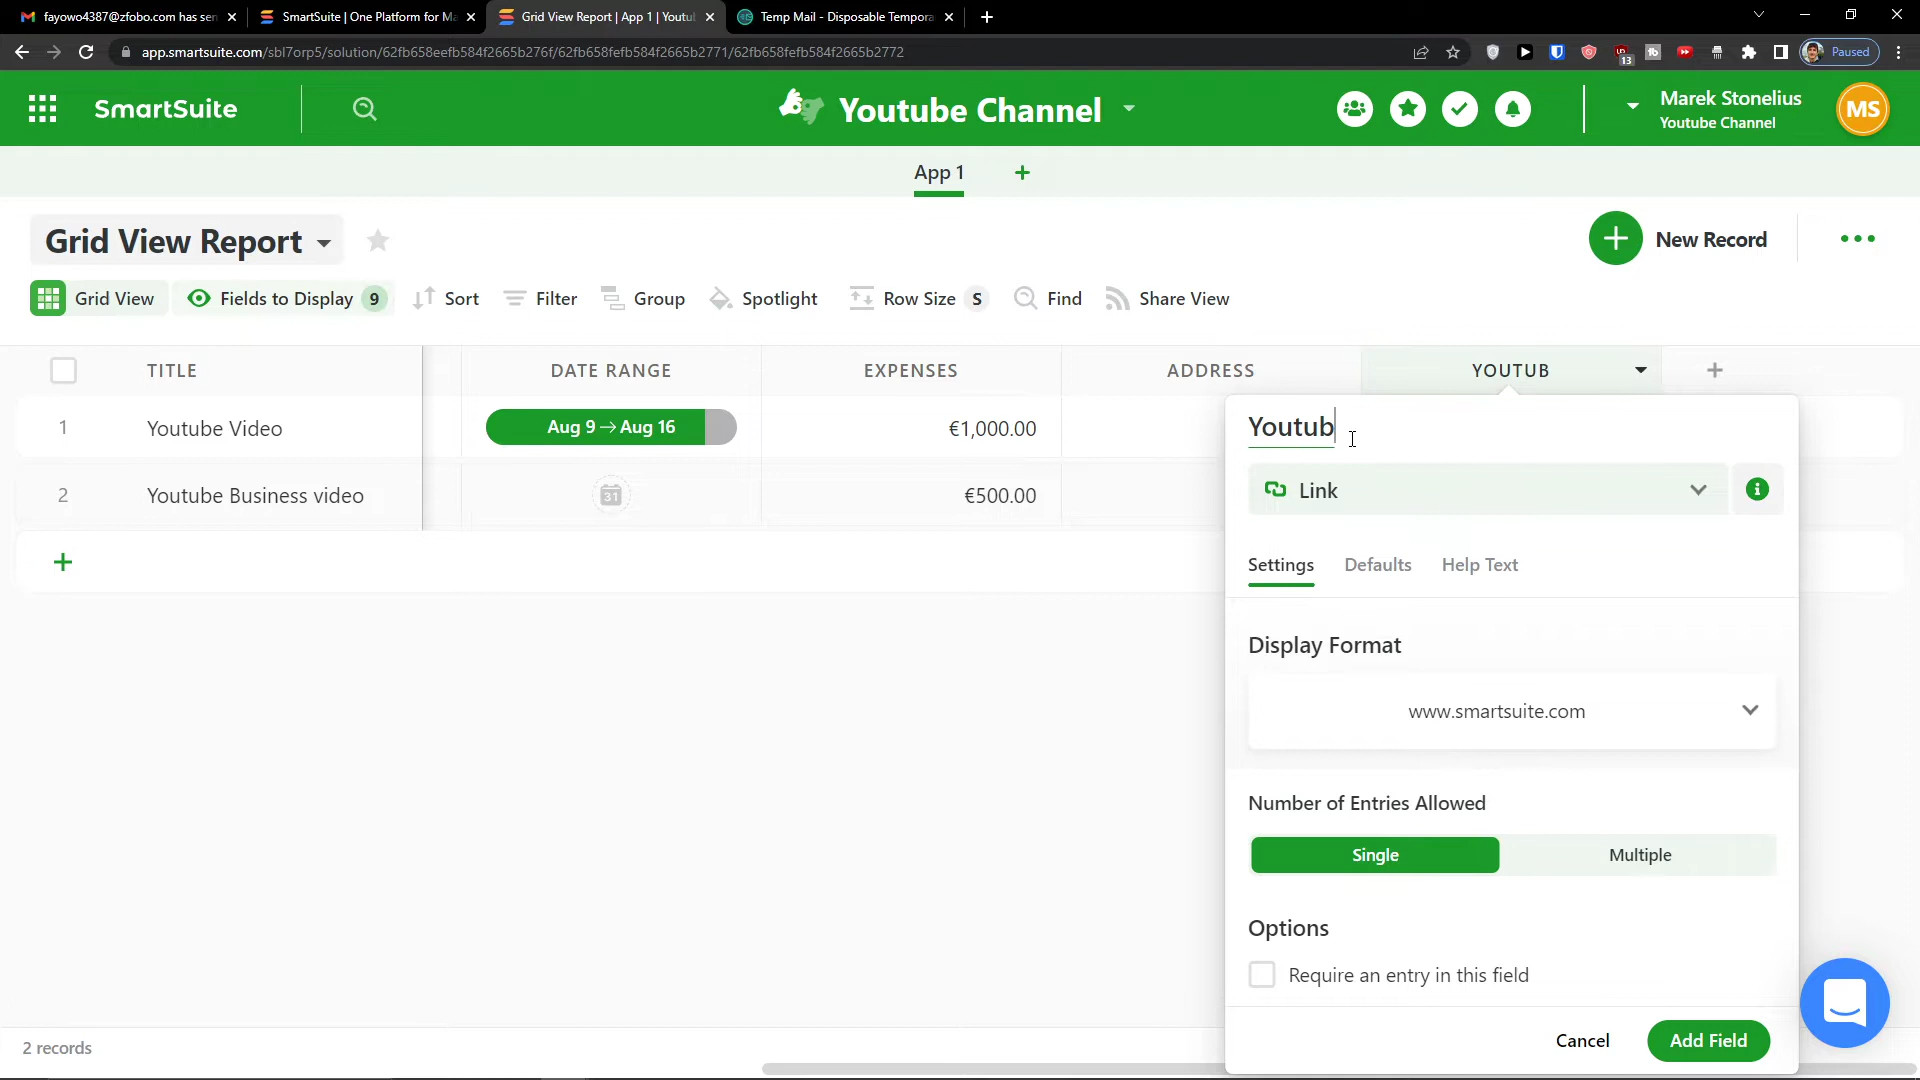 fayowo4387@zfobo.com has sen
SmartSuite | One Platform for Ma
Grid View Report | App 1 | Youtu
Temp Mail - Disposable Tempora
app.smartsuite.com/sbl7orp5/solution/62fb658eefb584f2665b276f/62fb658fefb584f2665b2771/62fb658fefb584f2665b2772
13
Paused
SmartSuite
Youtube Channel
Marek Stonelius
Youtube Channel
MS
App 1
Grid View Report
New Record
Grid View
Fields to Display 9
Sort
Filter
Group
Spotlight
Row Size S
Find
Share View
TITLE
DATE RANGE
EXPENSES
ADDRESS
YOUTUB
1
Youtube Video
Aug 9 → Aug 16
€1,000.00
2
Youtube Business video
31
€500.00
Youtub
Link
Settings
Defaults
Help Text
Display Format
www.smartsuite.com
Number of Entries Allowed
Single
Multiple
Options
Require an entry in this field
Cancel
Add Field
2 records